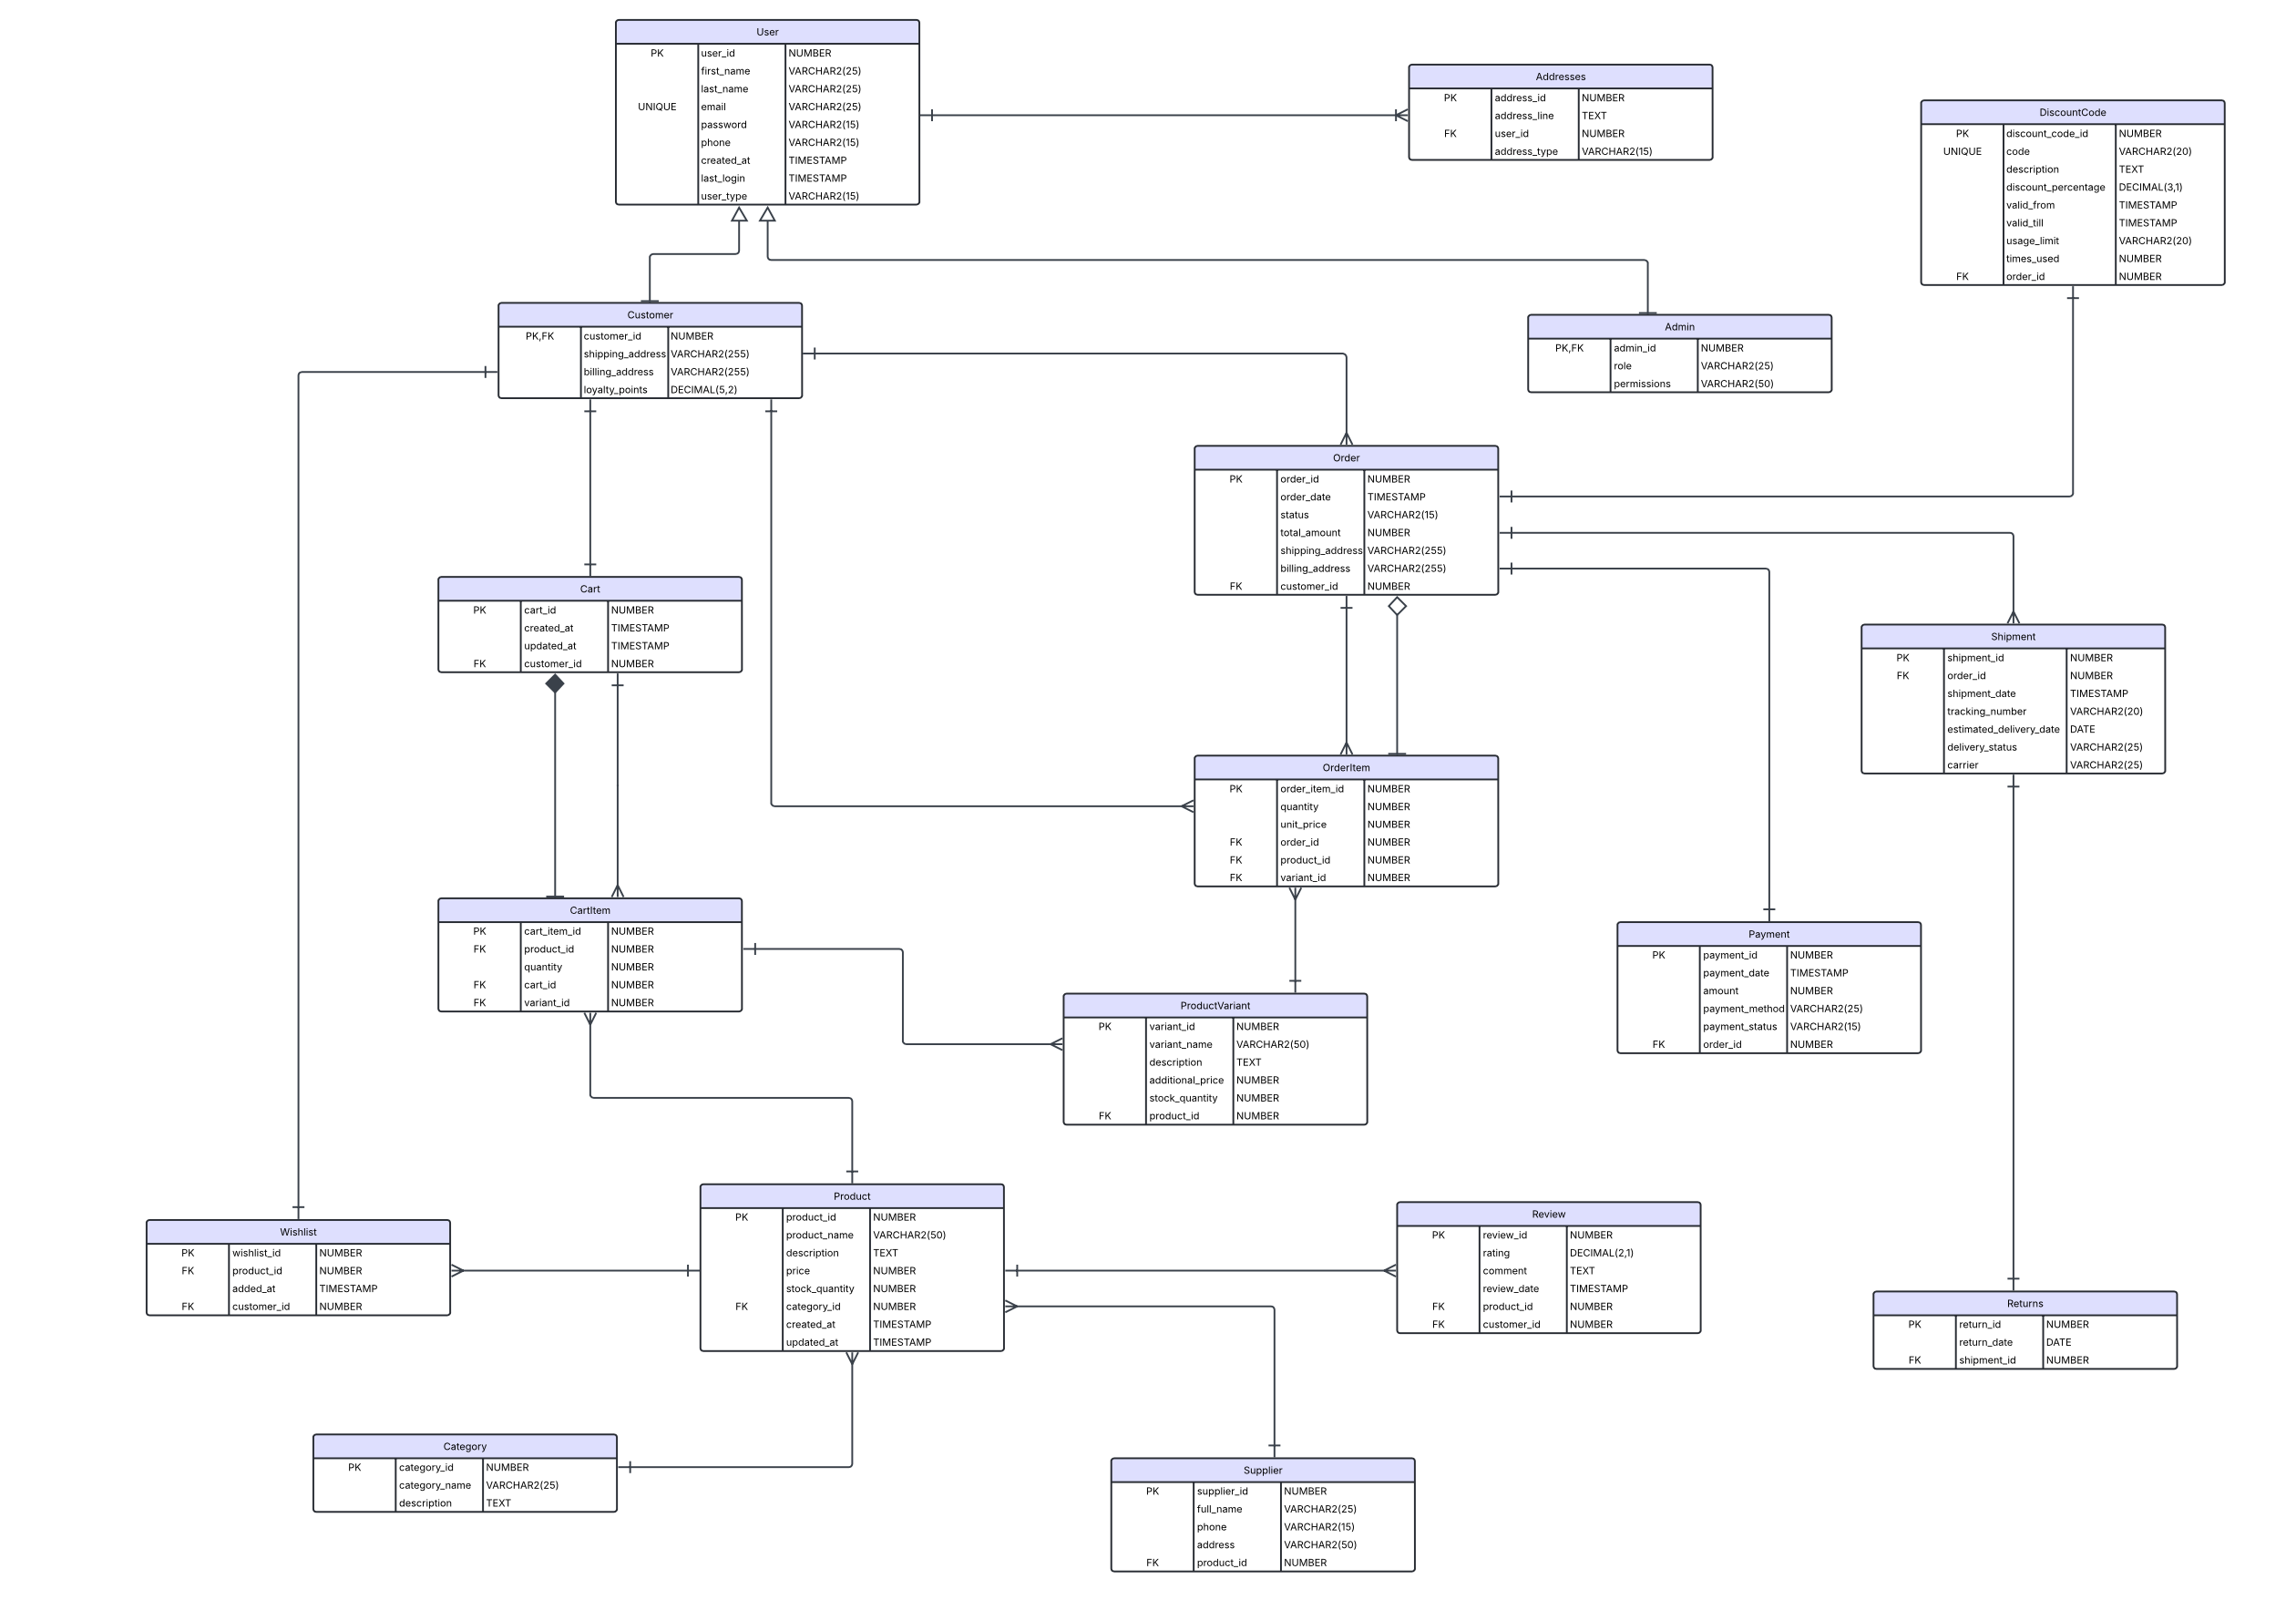 User
PK user_id NUMBER
first_name VARCHAR2(25)
last_name VARCHAR2(25)
UNIQUE email VARCHAR2(25)
password VARCHAR2(15)
phone VARCHAR2(15)
created_at TIMESTAMP
last_login TIMESTAMP
user_type VARCHAR2(15)
Addresses
PK address_id NUMBER
address_line TEXT
FK user_id NUMBER
address_type VARCHAR2(15)
DiscountCode
PK discount_code_id NUMBER
UNIQUE code VARCHAR2(20)
description TEXT
discount_percentage DECIMAL(3,1)
valid_from TIMESTAMP
valid_till TIMESTAMP
usage_limit VARCHAR2(20)
times_used NUMBER
FK order_id NUMBER
Customer
PK,FK customer_id NUMBER
shipping_address VARCHAR2(255)
billing_address VARCHAR2(255)
loyalty_points DECIMAL(5,2)
Admin
PK,FK admin_id NUMBER
role VARCHAR2(25)
permissions VARCHAR2(50)
Order
PK order_id NUMBER
order_date TIMESTAMP
status VARCHAR2(15)
total_amount NUMBER
shipping_address VARCHAR2(255)
billing_address VARCHAR2(255)
FK customer_id NUMBER
Cart
PK cart_id NUMBER
created_at TIMESTAMP
updated_at TIMESTAMP
FK customer_id NUMBER
Shipment
PK shipment_id NUMBER
FK order_id NUMBER
shipment_date TIMESTAMP
tracking_number VARCHAR2(20)
estimated_delivery_date DATE
delivery_status VARCHAR2(25)
carrier VARCHAR2(25)
OrderItem
PK order_item_id NUMBER
quantity NUMBER
unit_price NUMBER
FK order_id NUMBER
FK product_id NUMBER
FK variant_id NUMBER
CartItem
PK cart_item_id NUMBER
FK product_id NUMBER
quantity NUMBER
FK cart_id NUMBER
FK variant_id NUMBER
Payment
PK payment_id NUMBER
payment_date TIMESTAMP
amount NUMBER
payment_method VARCHAR2(25)
payment_status VARCHAR2(15)
FK order_id NUMBER
ProductVariant
PK variant_id NUMBER
variant_name VARCHAR2(50)
description TEXT
additional_price NUMBER
stock_quantity NUMBER
FK product_id NUMBER
Product
PK product_id NUMBER
product_name VARCHAR2(50)
description TEXT
price NUMBER
stock_quantity NUMBER
FK category_id NUMBER
created_at TIMESTAMP
updated_at TIMESTAMP
Review
PK review_id NUMBER
rating DECIMAL(2,1)
comment TEXT
review_date TIMESTAMP
FK product_id NUMBER
FK customer_id NUMBER
Wishlist
PK wishlist_id NUMBER
FK product_id NUMBER
added_at TIMESTAMP
FK customer_id NUMBER
Returns
PK return_id NUMBER
return_date DATE
FK shipment_id NUMBER
Category
PK category_id NUMBER
category_name VARCHAR2(25)
description TEXT
Supplier
PK supplier_id NUMBER
full_name VARCHAR2(25)
phone VARCHAR2(15)
address VARCHAR2(50)
FK product_id NUMBER